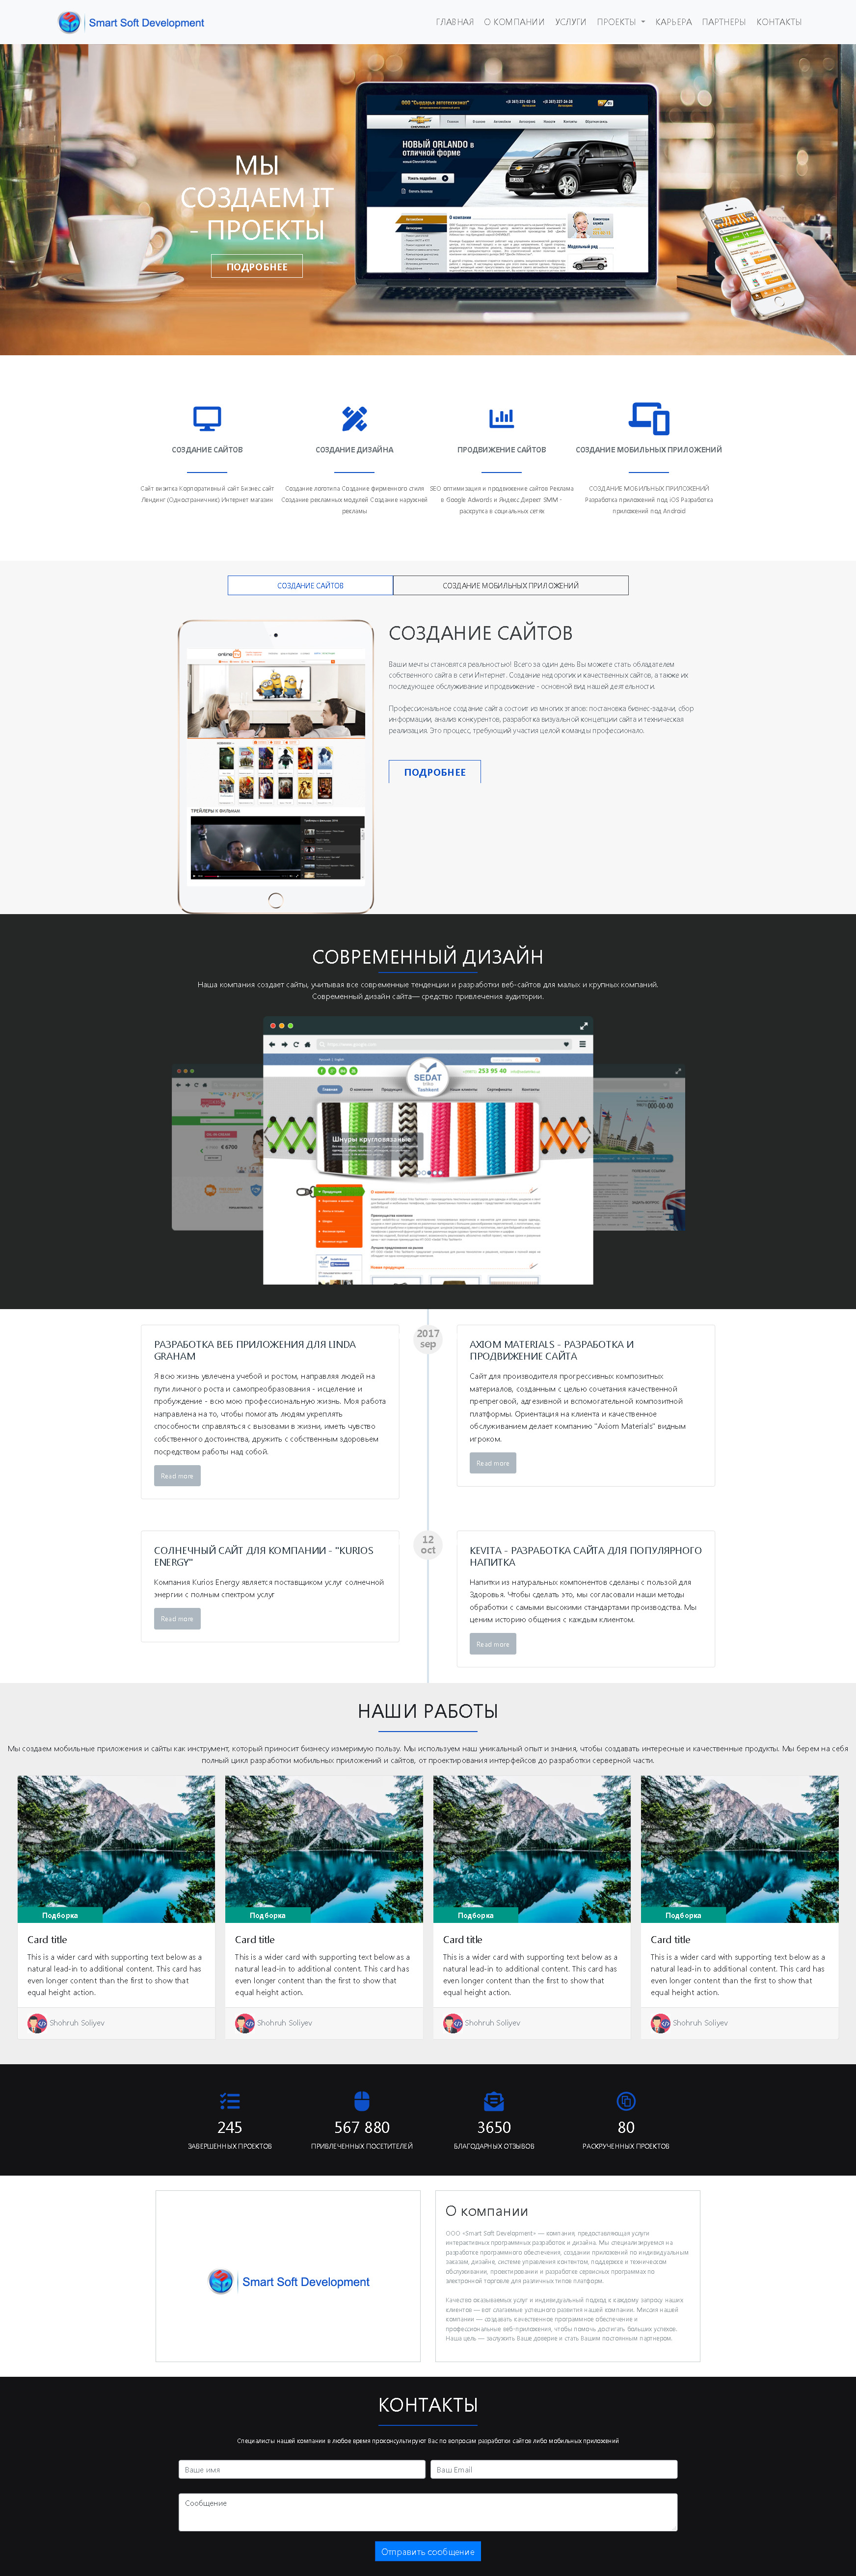 Smart Soft Development
ГЛАВНАЯ О КОМПАНИИ УСЛУГИ ПРОЕКТЫ КАРЬЕРА ПАРТНЕРЫ КОНТАКТЫ
МЫ
СОЗДАЕМ IT
- ПРОЕКТЫ
ПОДРОБНЕЕ
НОВЫЙ ORLANDO в
отличной форме
СОЗДАНИЕ САЙТОВ
Сайт визитка Корпоративный сайт Бизнес сайт
Лендинг (Одностраничник) Интернет магазин
СОЗДАНИЕ ДИЗАЙНА
Создание логотипа Создание фирменного стиля
Создание рекламных модулей Создание наружней
рекламы
ПРОДВИЖЕНИЕ САЙТОВ
SEO оптимизация и продвижение сайтов Реклама
в Google Adwords и Яндекс Директ SMM -
раскрутка в социальных сетях
СОЗДАНИЕ МОБИЛЬНЫХ ПРИЛОЖЕНИЙ
СОЗДАНИЕ МОБИЛЬНЫХ ПРИЛОЖЕНИЙ
Разработка приложений под iOS Разработка
приложений под Android
СОЗДАНИЕ САЙТОВ
СОЗДАНИЕ МОБИЛЬНЫХ ПРИЛОЖЕНИЙ
ТРЕЙЛЕРЫ К ФИЛЬМАМ
СОЗДАНИЕ САЙТОВ
Ваши мечты становятся реальностью! Всего за один день Вы можете стать обладателем
собственного сайта в сети Интернет. Создание недорогих и качественных сайтов, а также их
последующее обслуживание и продвижение - основной вид нашей деятельности.
Профессиональное создание сайта состоит из многих этапов: постановка бизнес-задачи, сбор
информации, анализ конкурентов, разработка визуальной концепции сайта и техническая
реализация. Это процесс, требующий участия целой команды профессионало.
ПОДРОБНЕЕ
СОВРЕМЕННЫЙ ДИЗАЙН
Наша компания создает сайты, учитывая все современные тенденции и разработки веб-сайтов для малых и крупных компаний.
Современный дизайн сайта— средство привлечения аудитории.
SEDAT
Tashkent
253 95 40
Шнуры кругловязаные
2017
sep
РАЗРАБОТКА ВЕБ ПРИЛОЖЕНИЯ ДЛЯ LINDA
GRAHAM
Я всю жизнь увлечена учебой и ростом, направляя людей на
пути личного роста и самопреобразования - исцеление и
пробуждение - всю мою профессиональную жизнь. Моя работа
направлена на то, чтобы помогать людям укреплять
способности справляться с вызовами в жизни, иметь чувство
собственного достоинства, дружить с собственным здоровьем
посредством работы над собой.
Read more
AXIOM MATERIALS - РАЗРАБОТКА И
ПРОДВИЖЕНИЕ САЙТА
Сайт для производителя прогрессивных композитных
материалов, созданным с целью сочетания качественной
препреговой, адгезивной и вспомогательной композитной
платформы. Ориентация на клиента и качественное
обслуживанием делает компанию "Axiom Materials" видным
игроком.
Read more
12
oct
СОЛНЕЧНЫЙ САЙТ ДЛЯ КОМПАНИИ - "KURIOS
ENERGY"
Компания Kurios Energy является поставщиком услуг солнечной
энергии с полным спектром услуг
Read more
KEVITA - РАЗРАБОТКА САЙТА ДЛЯ ПОПУЛЯРНОГО
НАПИТКА
Напитки из натуральных компонентов сделаны с пользой для
Здоровья. Чтобы сделать это, мы согласовали наши методы
обработки с самыми высокими стандартами производства. Мы
ценим историю общения с каждым клиентом.
Read more
НАШИ РАБОТЫ
Мы создаем мобильные приложения и сайты как инструмент, который приносит бизнесу измеримую пользу. Мы используем наш уникальный опыт и знания, чтобы создавать интересные и качественные продукты. Мы берем на себя
полный цикл разработки мобильных приложений и сайтов, от проектирования интерфейсов до разработки серверной части.
Подборка
Card title
This is a wider card with supporting text below as a
natural lead-in to additional content. This card has
even longer content than the first to show that
equal height action.
Shohruh Soliyev
Подборка
Card title
This is a wider card with supporting text below as a
natural lead-in to additional content. This card has
even longer content than the first to show that
equal height action.
Shohruh Soliyev
Подборка
Card title
This is a wider card with supporting text below as a
natural lead-in to additional content. This card has
even longer content than the first to show that
equal height action.
Shohruh Soliyev
Подборка
Card title
This is a wider card with supporting text below as a
natural lead-in to additional content. This card has
even longer content than the first to show that
equal height action.
Shohruh Soliyev
245
ЗАВЕРШЕННЫХ ПРОЕКТОВ
567 880
ПРИВЛЕЧЕННЫХ ПОСЕТИТЕЛЕЙ
3650
БЛАГОДАРНЫХ ОТЗЫВОВ
80
РАСКРУЧЕННЫХ ПРОЕКТОВ
Smart Soft Development
О компании
ООО «Smart Soft Development» — компания, предоставляющая услуги
интерактивных программных разработок и дизайна. Мы специализируемся на
разработке программного обеспечения, создании приложений по индивидуальным
заказам, дизайне, системе управления контентом, поддержке и техническом
обслуживании, проектировании и разработке сервисных программах по
электронной торговле для различных типов платформ.
Качество оказываемых услуг и индивидуальный подход к каждому запросу наших
клиентов — вот слагаемые успешного развития нашей компании. Миссия нашей
компании — создавать качественное программное обеспечение и
профессиональные веб-приложения, чтобы помочь достигать больших успехов.
Наша цель — заслужить Ваше доверие и стать Вашим постоянным партнером.
КОНТАКТЫ
Специалисты нашей компании в любое время проконсультируют Вас по вопросам разработки сайтов либо мобильных приложений
Ваше имя
Ваш Email
Сообщение
Отправить сообщение